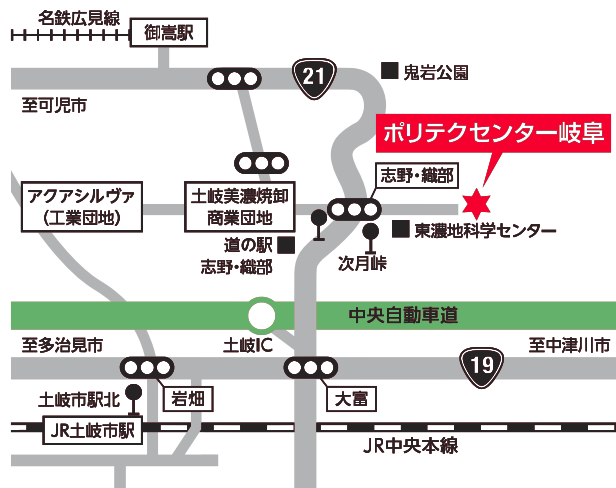 名鉄広見線
御嵩駅
21
鬼岩公園
至可児市
ポリテクセンター岐阜
志野・織部
アクアシルヴァ
(工業団地)
土岐美濃焼卸
商業団地
東濃地科学センター
道の駅
志野・織部
次月峠
中央自動車道
至多治見市
土岐IC
至中津川市
19
土岐市駅北
岩畑
大富
JR土岐市駅
JR中央本線